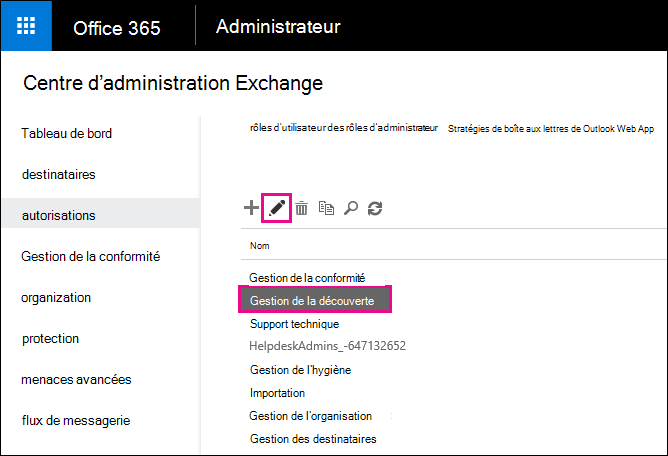 Office 365
Administrateur
Centre d’administration Exchange
Tableau de bord
destinataires
autorisations
Gestion de la conformité
organization
protection
menaces avancées
flux de messagerie
rôles d’utilisateur des rôles d’administrateur
Stratégies de boîte aux lettres de Outlook Web App
Nom
Gestion de la conformité
Gestion de la découverte
Support technique
HelpdeskAdmins_-647132652
Gestion de l’hygiène
Importation
Gestion de l’organisation
Gestion des destinataires